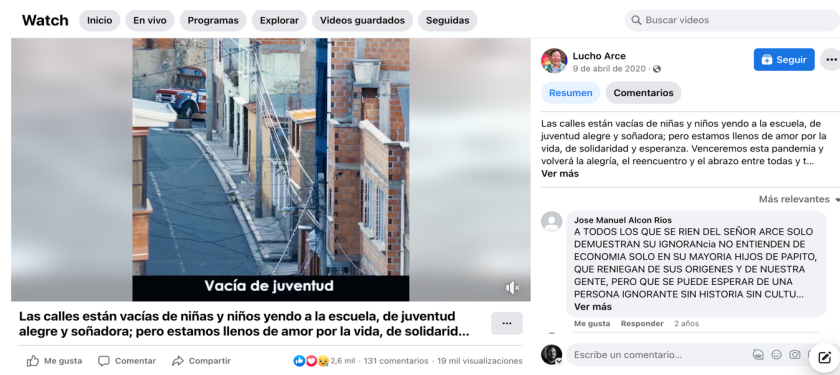 Watch Inicio En vivo Programas Explorar Videos guardados Seguidas Buscar videos
Vacía de juventud
Las calles están vacías de niñas y niños yendo a la escuela, de juventud
alegre y soñadora; pero estamos llenos de amor por la vida, de solidarid...
Me gusta Comentar Compartir 2,6 mil · 131 comentarios · 19 mil visualizaciones
Lucho Arce
9 de abril de 2020 ·
Seguir
Resumen Comentarios
Las calles están vacías de niñas y niños yendo a la escuela, de
juventud alegre y soñadora; pero estamos llenos de amor por la
vida, de solidaridad y esperanza. Venceremos esta pandemia y
volverá la alegría, el reencuentro y el abrazo entre todas y t...
Ver más
Más relevantes
Jose Manuel Alcon Rios
A TODOS LOS QUE SE RIEN DEL SEÑOR ARCE SOLO
DEMUESTRAN SU IGNORANcia NO ENTIENDEN DE
ECONOMIA SOLO EN SU MAYORIA HIJOS DE PAPITO,
QUE RENIEGAN DE SUS ORIGENES Y DE NUESTRA
GENTE, PERO QUE SE PUEDE ESPERAR DE UNA
PERSONA IGNORANTE SIN HISTORIA SIN CULTU...
Ver más
Me gusta Responder 2 años
Escribe un comentario...